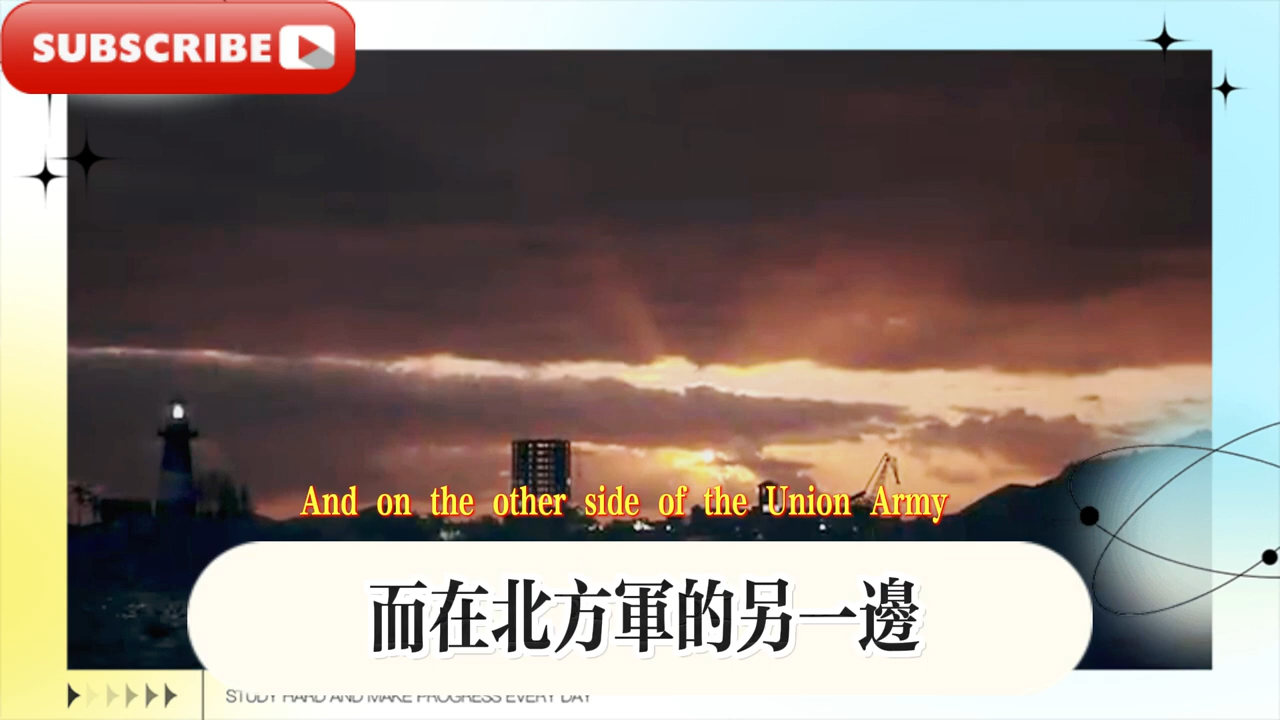 SUBSCRIBE
And on the other side of the Union Army
而在北方軍的另一邊
STUDY HARD AND MAKE PROGRESS EVERY DAY